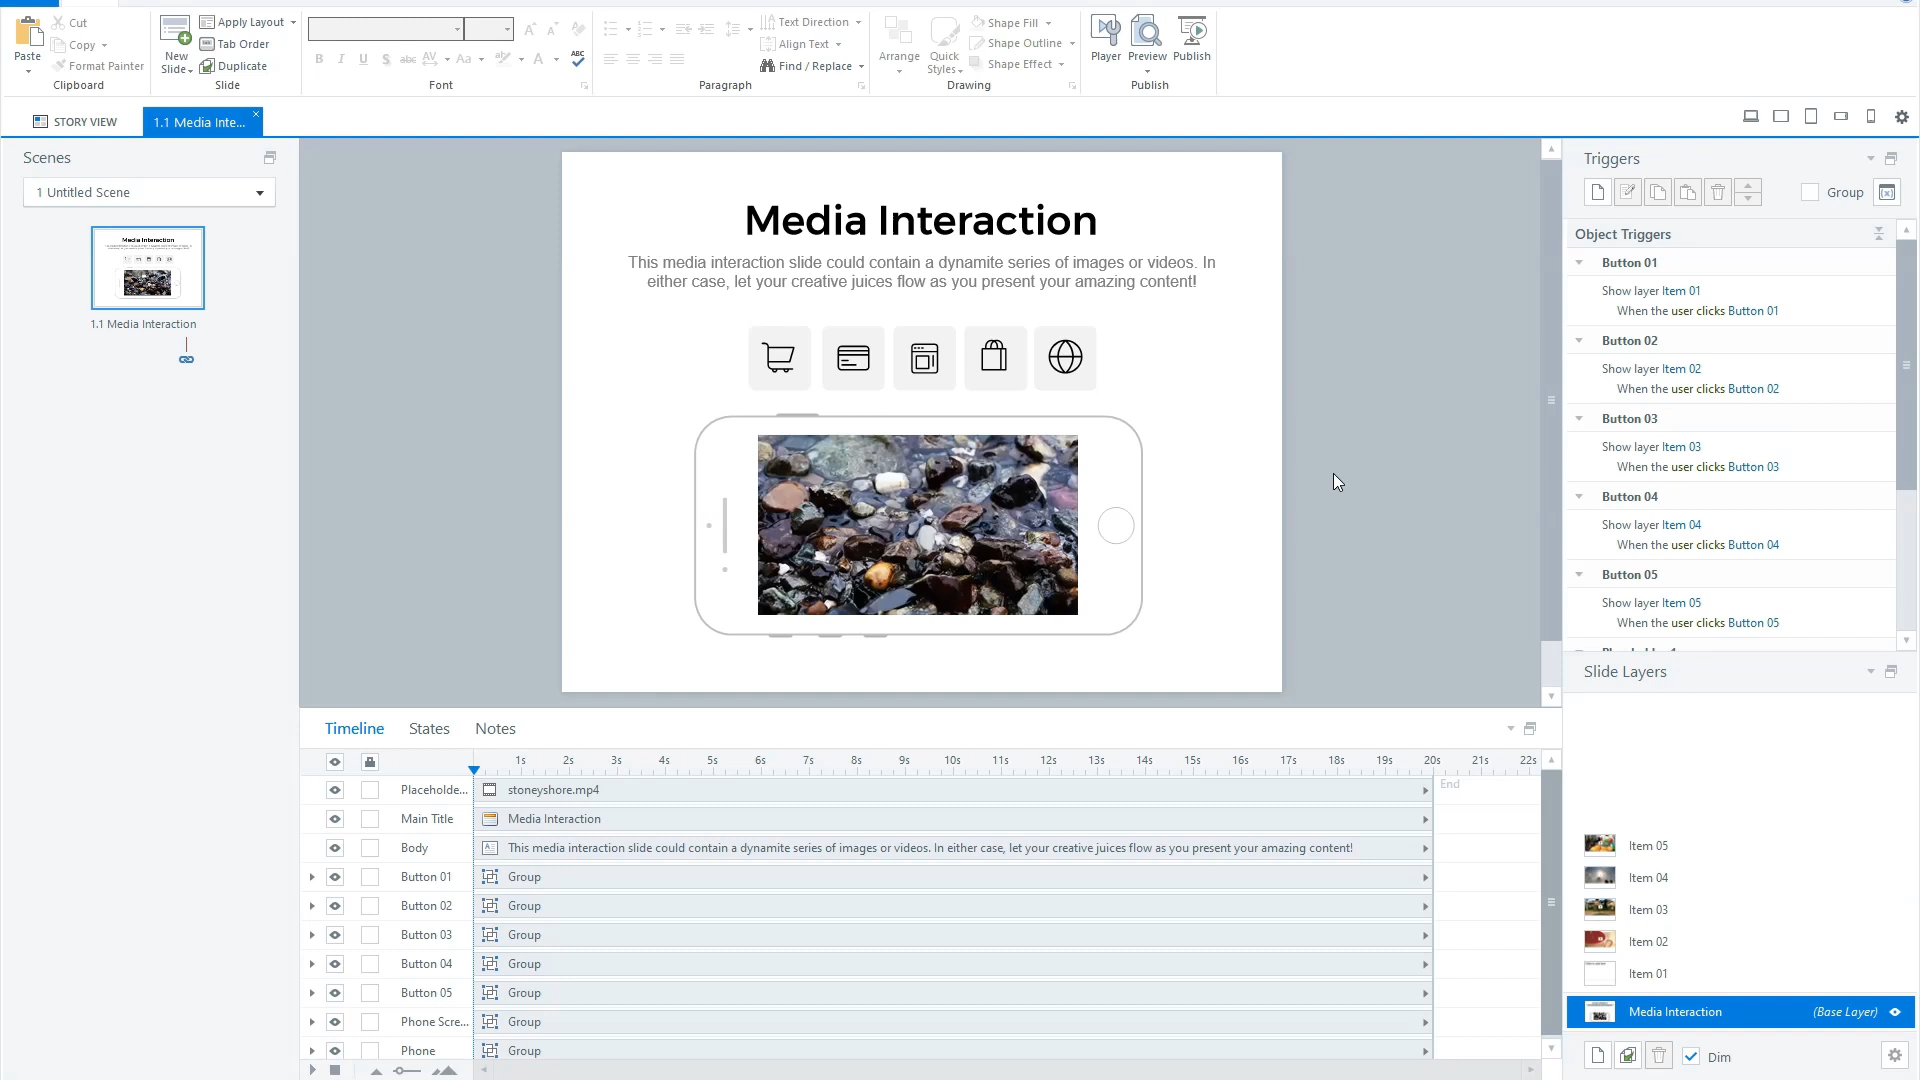 Cut
Apply Layout
Text Direction
Shape Fill
Copy
Tab Order
Align Text
Shape Outline
Paste
Format Painter
New
Slide
Duplicate
B I U S abc AV Aa A ABC
Find / Replace
Arrange
Quick
Styles
Shape Effect
Player
Preview
Publish
Clipboard
Slide
Font
Paragraph
Drawing
Publish
STORY VIEW
1.1 Media Inte...
Scenes
1 Untitled Scene
Media Interaction
1.1 Media Interaction
Media Interaction
This media interaction slide could contain a dynamite series of images or videos. In
either case, let your creative juices flow as you present your amazing content!
Triggers
Group
Object Triggers
Button 01
Show layer Item 01
When the user clicks Button 01
Button 02
Show layer Item 02
When the user clicks Button 02
Button 03
Show layer Item 03
When the user clicks Button 03
Button 04
Show layer Item 04
When the user clicks Button 04
Button 05
Show layer Item 05
When the user clicks Button 05
Slide Layers
Item 05
Item 04
Item 03
Item 02
Item 01
Media Interaction (Base Layer)
Dim
Timeline States Notes
1s 2s 3s 4s 5s 6s 7s 8s 9s 10s 11s 12s 13s 14s 15s 16s 17s 18s 19s 20s 21s 22s
Placeholde... stoneyshore.mp4 End
Main Title Media Interaction
Body This media interaction slide could contain a dynamite series of images or videos. In either case, let your creative juices flow as you present your amazing content!
Button 01 Group
Button 02 Group
Button 03 Group
Button 04 Group
Button 05 Group
Phone Scre... Group
Phone Group